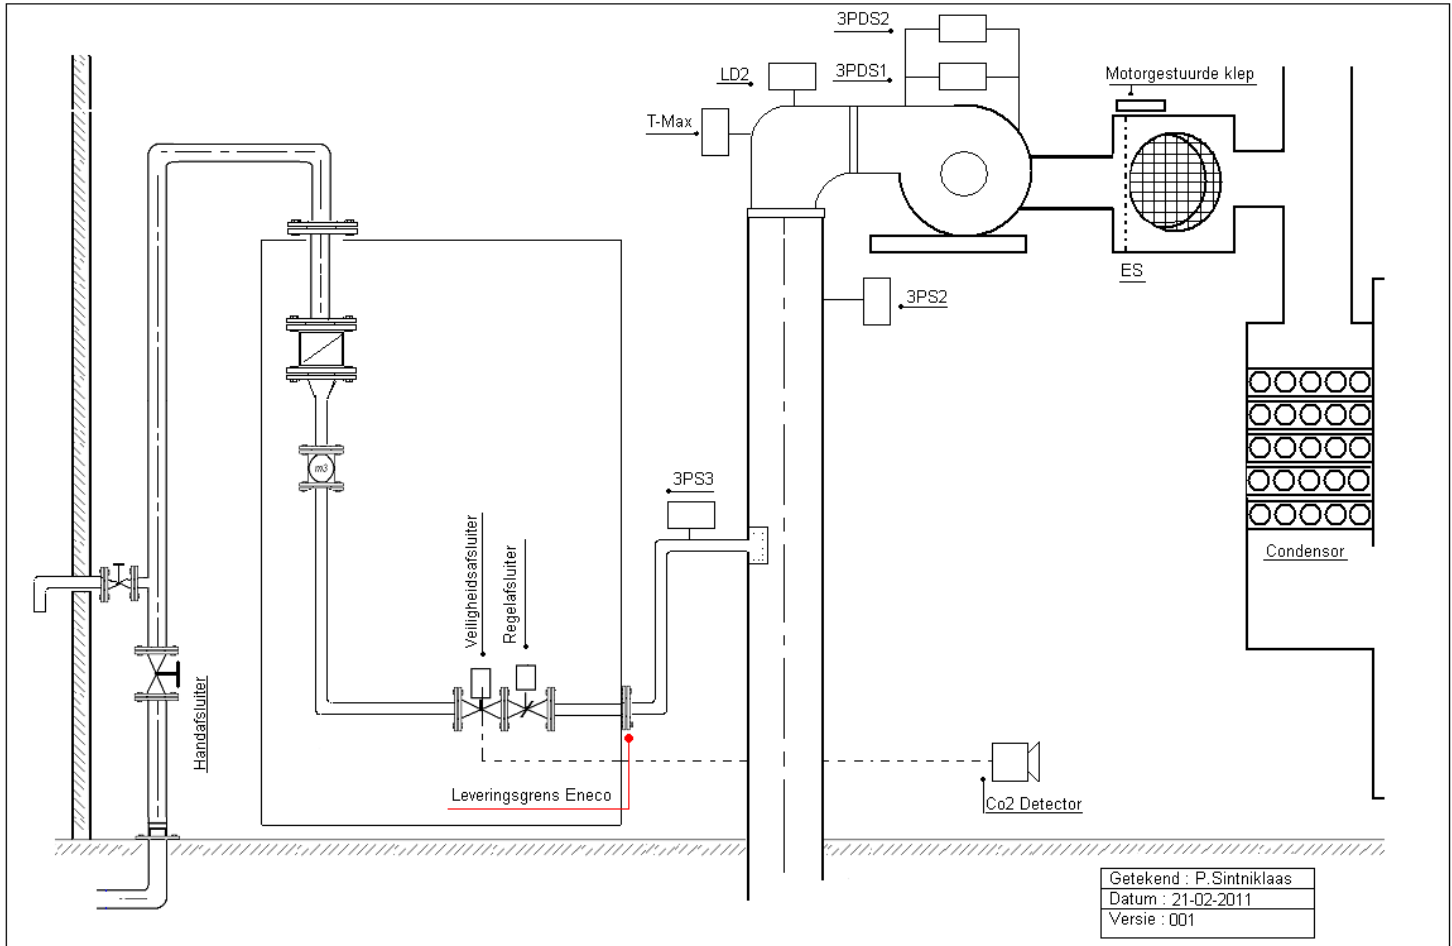 3PDS2
3PDS1
LD2
Motorgestuurde klep
T-Max
ES
3PS2
m3
3PS3
Condensor
Veiligheidsafsluiter
Regelafsluiter
Handafsluiter
Leveringsgrens Eneco
Co2 Detector
Getekend : P.Sintniklaas
Datum : 21-02-2011
Versie : 001